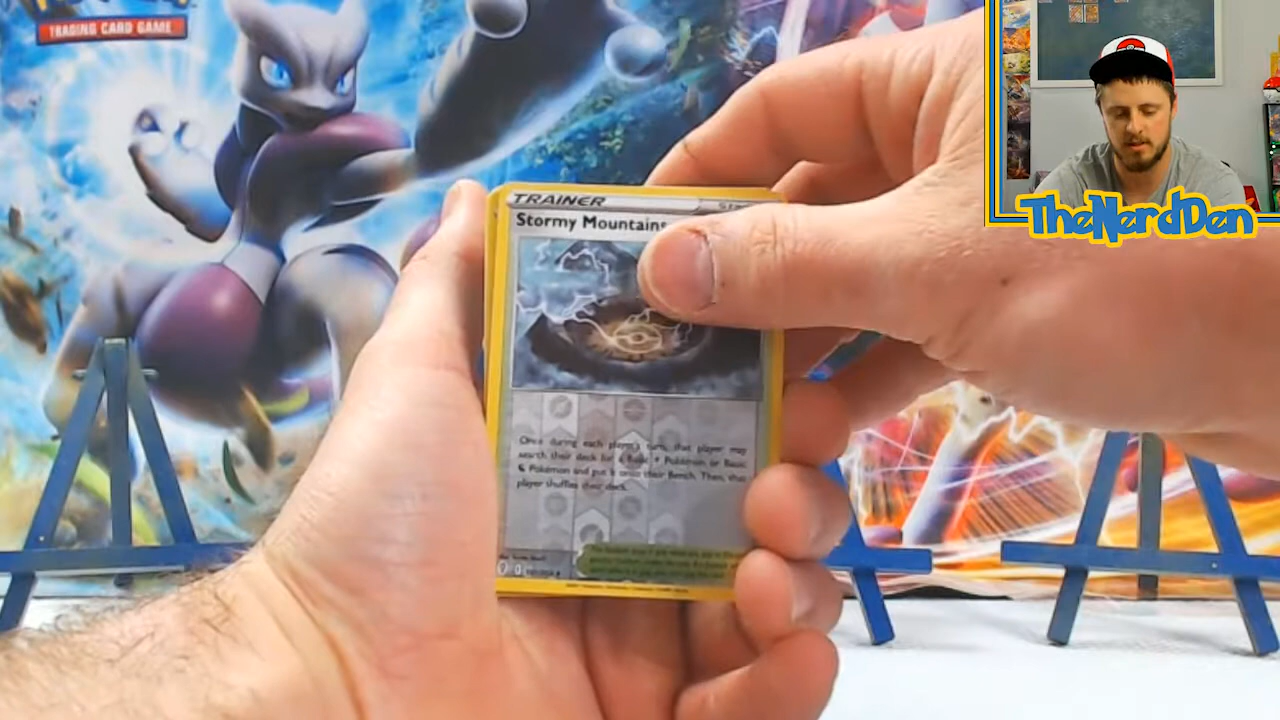 TRADING CARD GAME
TheNerdDen
TRAINER
Stormy Mountains
Once during each player's turn, that player may
search their deck for a Basic Pokémon or Basic
Pokémon and put it onto their Bench. Then, that
player shuffles their deck.